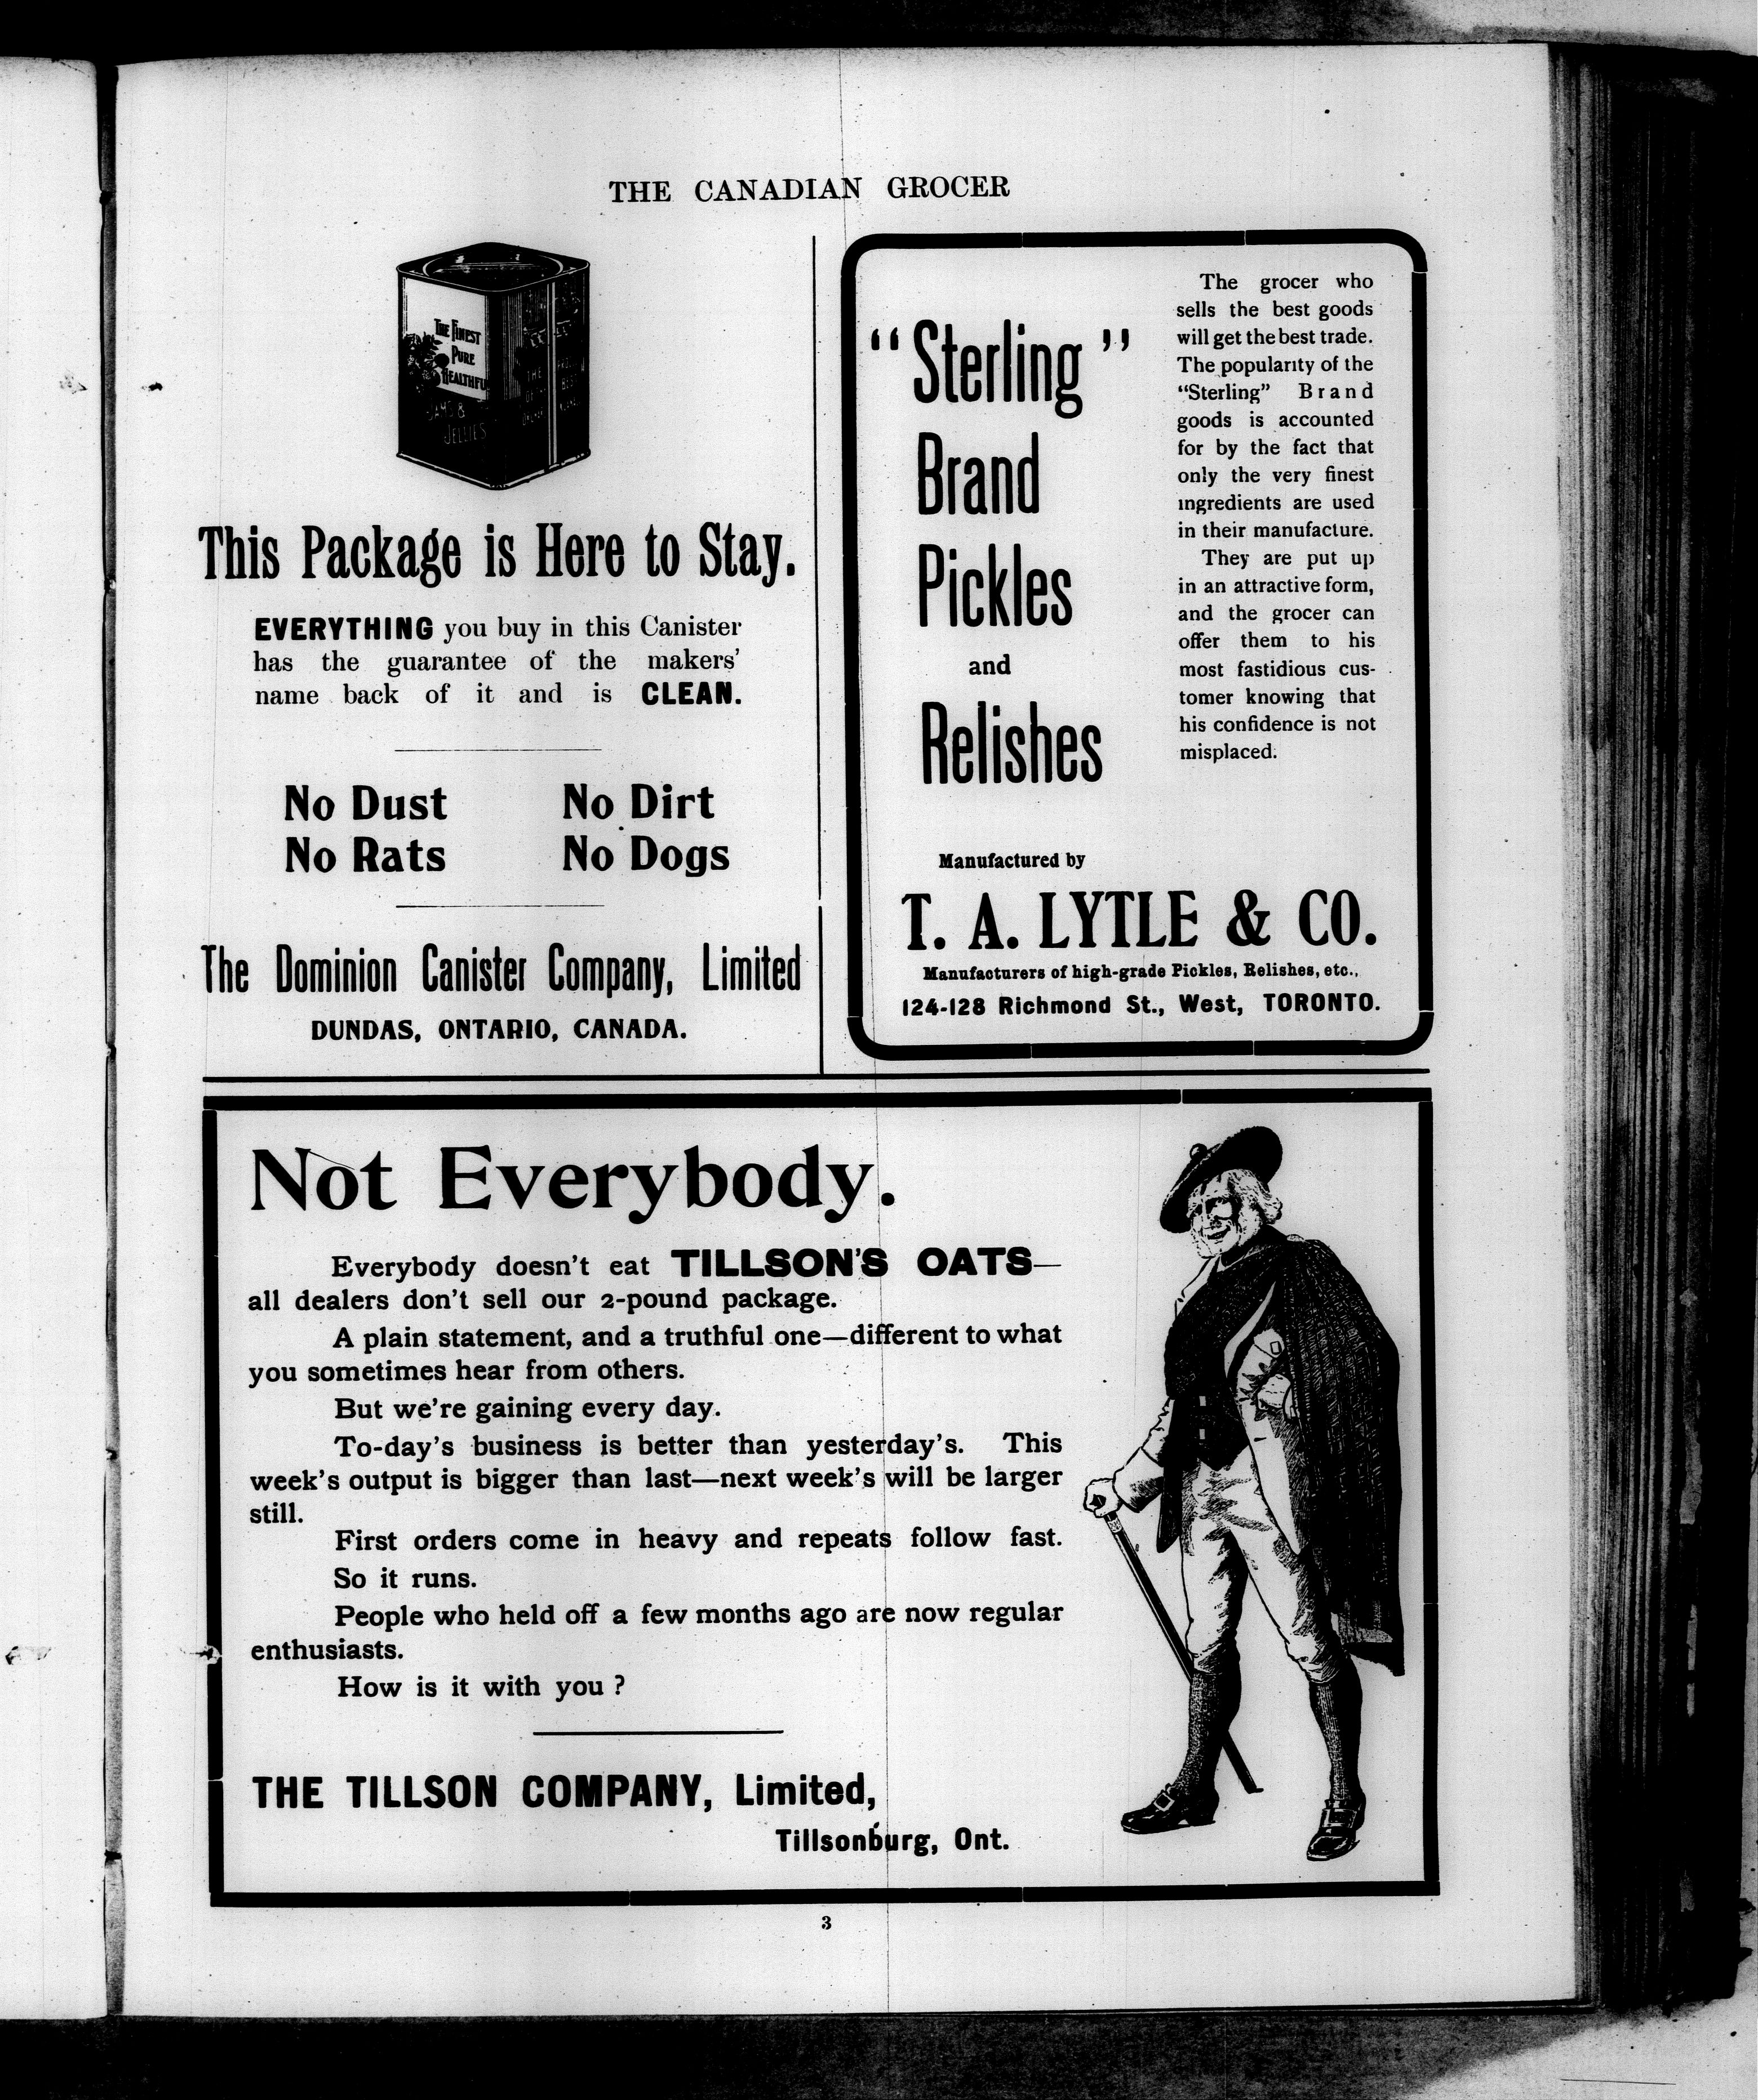 THE CANADIAN GROCER
THE FINEST
PURE
HEALTHFUL
JAMS &
JELLIES
This Package is Here to Stay.
EVERYTHING you buy in this Canister
has the guarantee of the makers'
name back of it and is CLEAN.
No Dust No Dirt
No Rats No Dogs
The Dominion Canister Company, Limited
DUNDAS, ONTARIO, CANADA.
"Sterling"
Brand
Pickles
and
Relishes
The grocer who
sells the best goods
will get the best trade.
The popularity of the
"Sterling" Brand
goods is accounted
for by the fact that
only the very finest
ingredients are used
in their manufacture.
They are put up
in an attractive form,
and the grocer can
offer them to his
most fastidious cus-
tomer knowing that
his confidence is not
misplaced.
Manufactured by
T. A. LYTLE & CO.
Manufacturers of high-grade Pickles, Relishes, etc.,
124-128 Richmond St., West, TORONTO.
Not Everybody.
Everybody doesn't eat TILLSON'S OATS—
all dealers don't sell our 2-pound package.
A plain statement, and a truthful one—different to what
you sometimes hear from others.
But we're gaining every day.
To-day's business is better than yesterday's. This
week's output is bigger than last—next week's will be larger
still.
First orders come in heavy and repeats follow fast.
So it runs.
People who held off a few months ago are now regular
enthusiasts.
How is it with you ?
THE TILLSON COMPANY, Limited,
Tillsonburg, Ont.
3